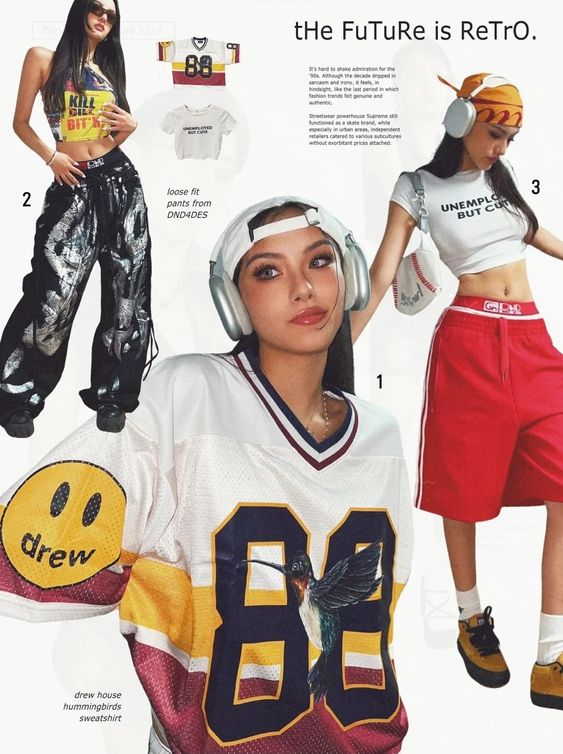 tHe FuTuRe is ReTrO.
It's hard to shake admiration for the
'90s. Although the decade dripped in
sarcasm and irony, it feels, in
hindsight, like the last period in which
fashion trends felt genuine and
authentic.
Streetwear powerhouse Supreme still
functioned as a skate brand, while
especially in urban areas, independent
retailers catered to various subcultures
without exorbitant prices attached.
88
UNEMPLOYED
BUT CUTE
loose fit
pants from
DND4DES
2
KILL
BILL
BIT
3
UNEMPLO
BUT CUT
1
drew
88
drew house
hummingbirds
sweatshirt